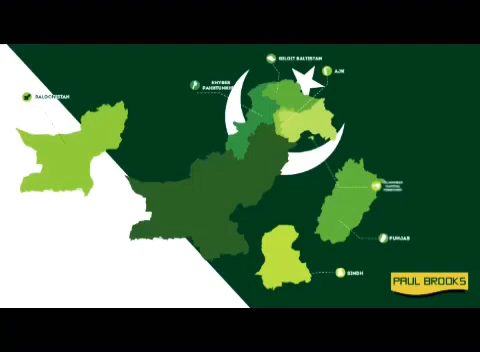 GILGIT BALTISTAN
AJK
KHYBER
PAKHTUNKHWA
BALOCHISTAN
PUNJAB
SINDH
PAUL BROOKS